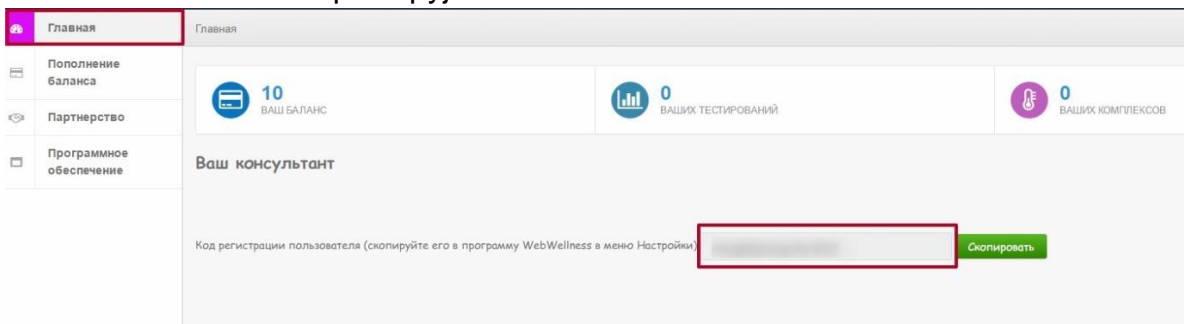 Главная
Главная
Пополнение
баланса
Партнерство
Программное
обеспечение
10
ВАШ БАЛАНС
0
ВАШИХ ТЕСТИРОВАНИЙ
0
ВАШИХ КОМПЛЕКСОВ
Ваш консультант
Код регистрации пользователя (скопируйте его в программу WebWellness в меню Настройки)
Скопировать